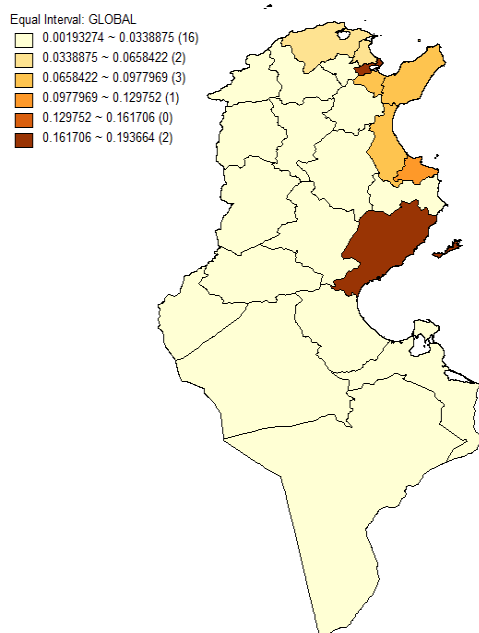 Equal Interval: GLOBAL
0.00193274 ~ 0.0338875 (16)
0.0338875 ~ 0.0658422 (2)
0.0658422 ~ 0.0977969 (3)
0.0977969 ~ 0.129752 (1)
0.129752 ~ 0.161706 (0)
0.161706 ~ 0.193664 (2)